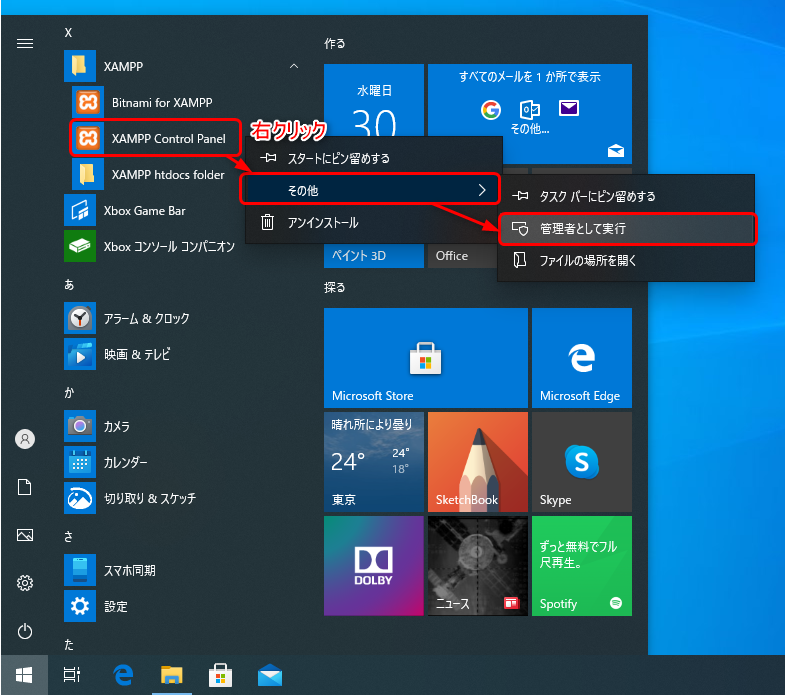 X
XAMPP
Bitnami for XAMPP
XAMPP Control Panel
XAMPP htdocs folder
Xbox Game Bar
Xbox コンソール コンパニオン
あ
アラーム & クロック
映画 & テレビ
か
カメラ
カレンダー
切り取り & スケッチ
さ
スマホ同期
設定
た
右クリック
スタートにピン留めする
その他
アンインストール
タスク バーにピン留めする
管理者として実行
ファイルの場所を開く
作る
水曜日
30
すべてのメールを 1 か所で表示
その他...
ペイント 3D
Office
探る
Microsoft Store
Microsoft Edge
晴れ所により曇り
24°
24°
18°
東京
SketchBook
Skype
DOLBY
ニュース
ずっと無料でフル
尺再生。
Spotify